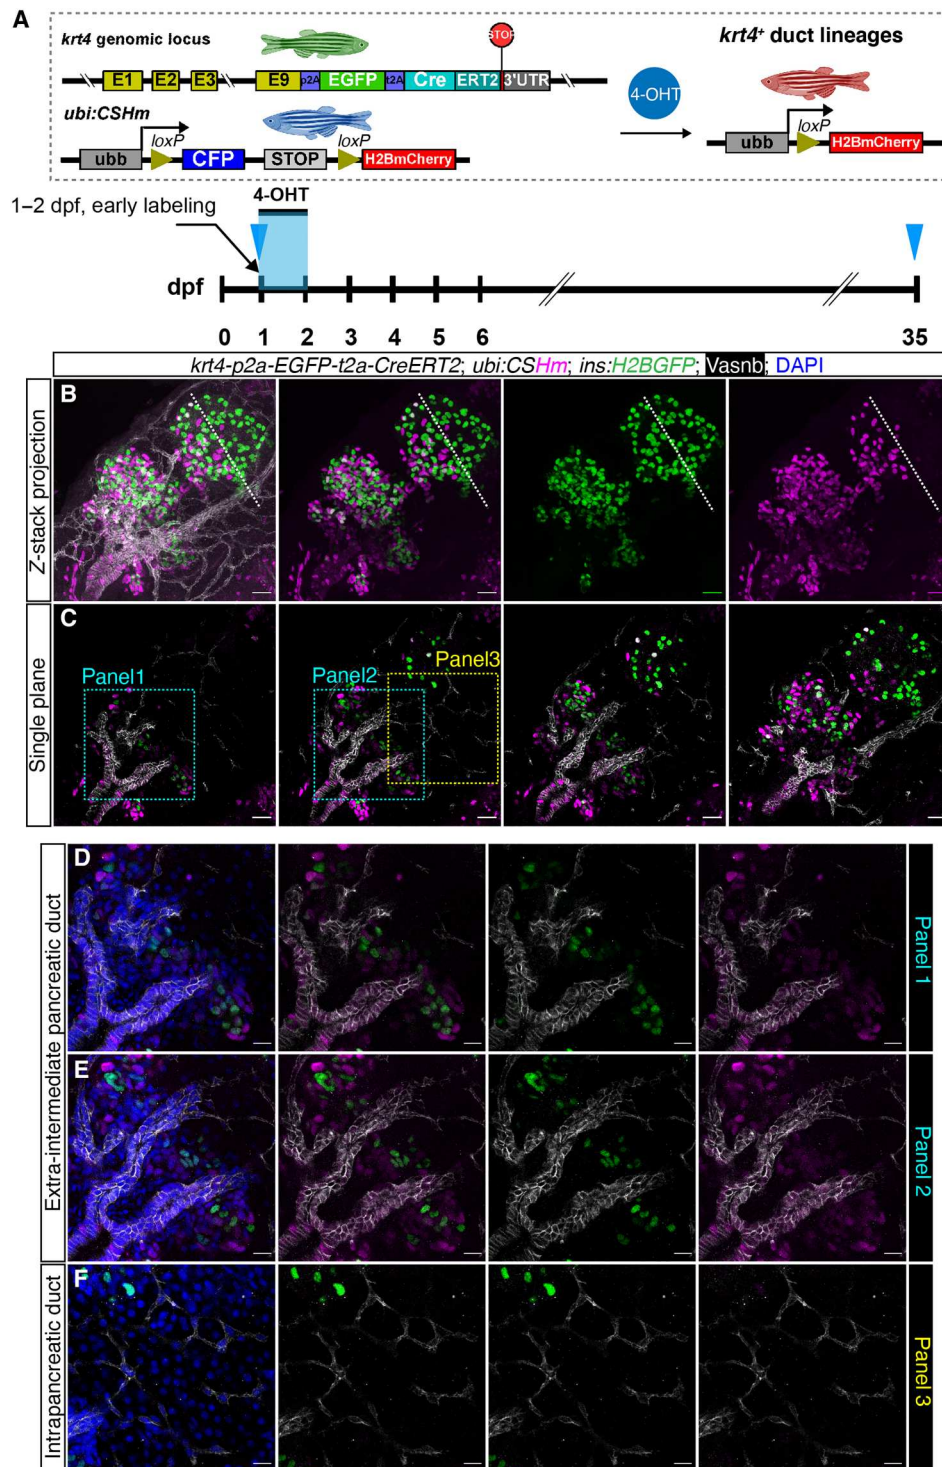 A
krt4 genomic locus
STOP
krt4+ duct lineages
E1 E2 E3 E9 p2A EGFP t2A Cre ERT2 3'UTR
4-OHT
ubi:CSHm
loxP loxP loxP
ubb CFP STOP H2BmCherry ubb H2BmCherry
1–2 dpf, early labeling
4-OHT
dpf
0 1 2 3 4 5 6 35
krt4-p2a-EGFP-t2a-CreERT2; ubi:CSHm; ins:H2BGFP; Vasnb; DAPI
B
Z-stack projection
C
Single plane
Panel1
Panel2
Panel3
D
Extra-intermediate pancreatic duct
Panel 1
E
Panel 2
F
Intrapancreatic duct
Panel 3